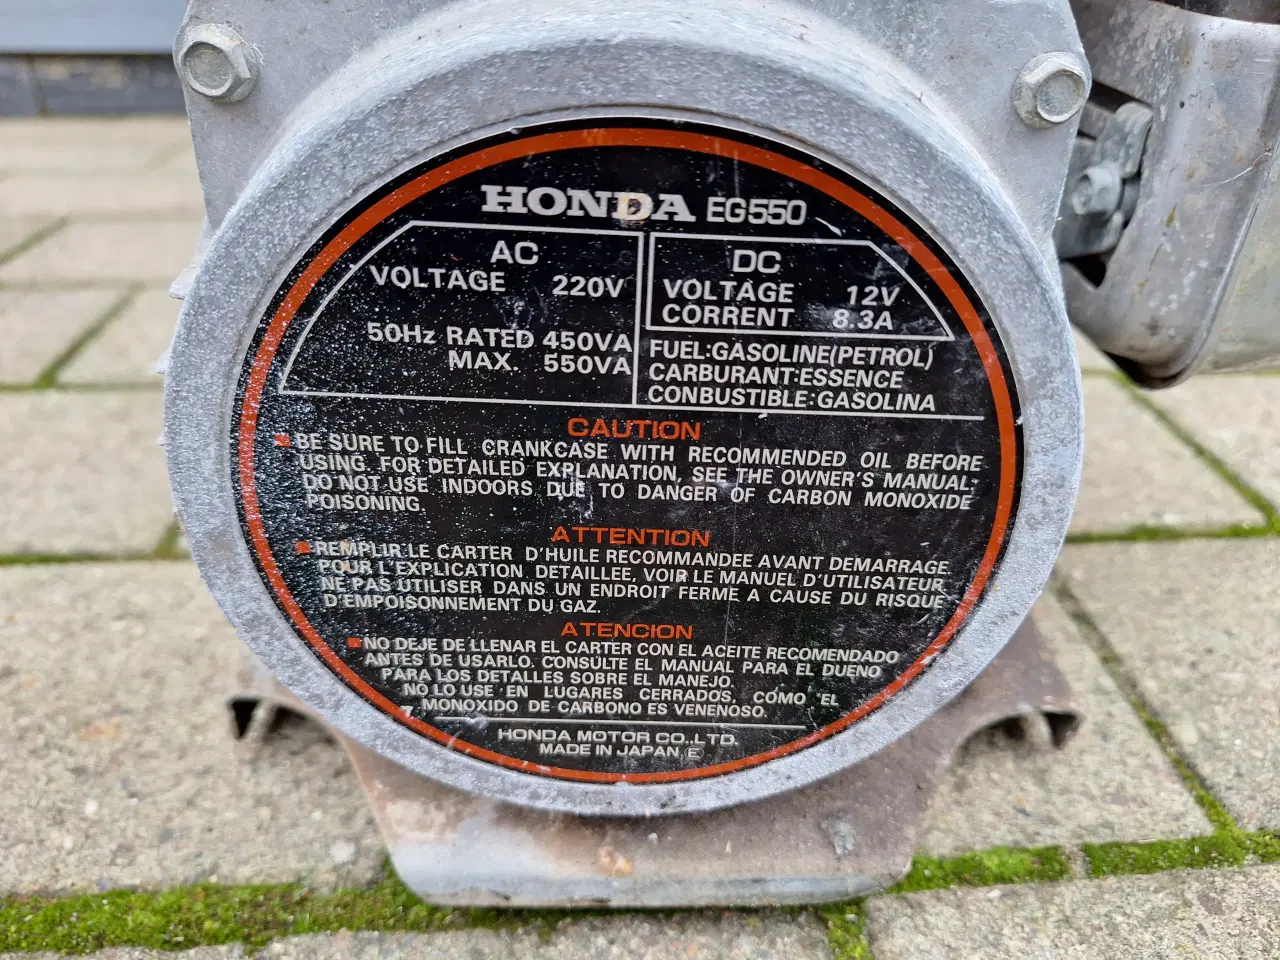 HONDA EG550
AC
VOLTAGE 220V
50Hz RATED 450VA
MAX. 550VA
DC
VOLTAGE 12V
CORRENT 8.3A
FUEL:GASOLINE(PETROL)
CARBURANT:ESSENCE
CONBUSTIBLE:GASOLINA
CAUTION
BE SURE TO FILL CRANKCASE WITH RECOMMENDED OIL BEFORE
USING. FOR DETAILED EXPLANATION, SEE THE OWNER'S MANUAL.
DO NOT USE INDOORS DUE TO DANGER OF CARBON MONOXIDE
POISONING.
ATTENTION
REMPLIR LE CARTER D'HUILE RECOMMANDEE AVANT DEMARRAGE.
POUR L'EXPLICATION DETAILLEE, VOIR LE MANUEL D'UTILISATEUR
NE PAS UTILISER DANS UN ENDROIT FERME A CAUSE DU RISQUE
D'EMPOISONNEMENT DU GAZ.
ATENCION
NO DEJE DE LLENAR EL CARTER CON EL ACEITE RECOMENDADO
ANTES DE USARLO. CONSÚLTE EL MANUAL PARA EL DUENO
PARA LOS DETALLES SOBRE EL MANEJO.
NO LO USE EN LUGARES CERRADOS, COMO EL
MONOXIDO DE CARBONO ES VENENOSO.
HONDA MOTOR CO.,LTD.
MADE IN JAPAN Ⓔ